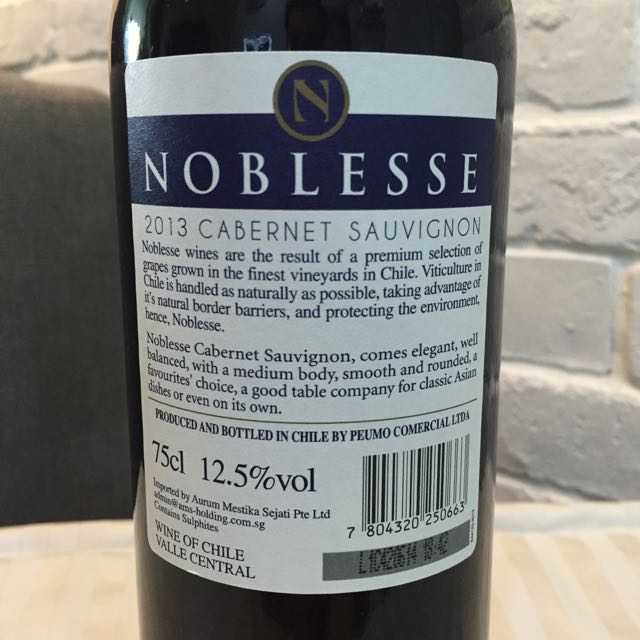 N
NOBLESSE
2013 CABERNET SAUVIGNON
Noblesse wines are the result of a premium selection of
grapes grown in the finest vineyards in Chile. Viticulture in
Chile is handled as naturally as possible, taking advantage of
it's natural border barriers, and protecting the environment,
hence, Noblesse.
Noblesse Cabernet Sauvignon, comes elegant, well
balanced, with a medium body, smooth and rounded, a
favourites' choice, a good table company for classic Asian
dishes or even on its own.
PRODUCED AND BOTTLED IN CHILE BY PEUMO COMERCIAL LTDA
75cl 12.5%vol
Imported by Aurum Mestika Sejati Pte Ltd
admin@ams-holding.com.sg
Contains Sulphites
WINE OF CHILE
VALLE CENTRAL
7 804320 250663